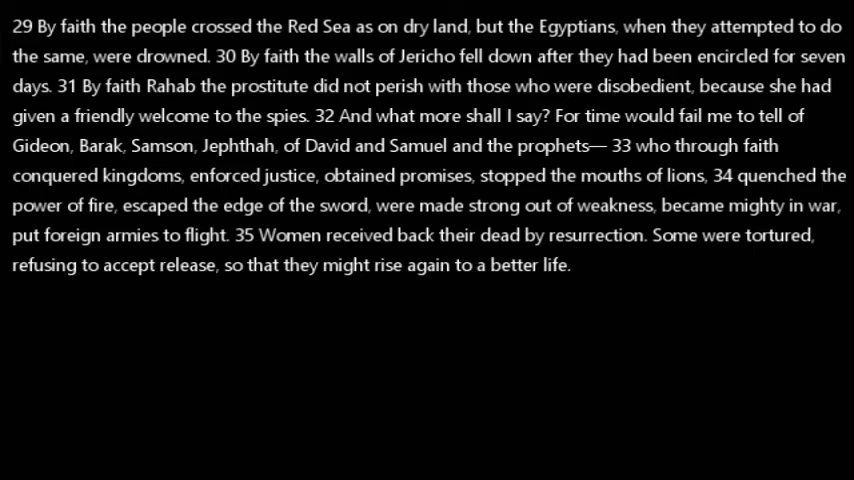 29 By faith the people crossed the Red Sea as on dry land, but the Egyptians, when they attempted to do
the same, were drowned. 30 By faith the walls of Jericho fell down after they had been encircled for seven
days. 31 By faith Rahab the prostitute did not perish with those who were disobedient, because she had
given a friendly welcome to the spies. 32 And what more shall I say? For time would fail me to tell of
Gideon, Barak, Samson, Jephthah, of David and Samuel and the prophets— 33 who through faith
conquered kingdoms, enforced justice, obtained promises, stopped the mouths of lions, 34 quenched the
power of fire, escaped the edge of the sword, were made strong out of weakness, became mighty in war,
put foreign armies to flight. 35 Women received back their dead by resurrection. Some were tortured,
refusing to accept release, so that they might rise again to a better life.